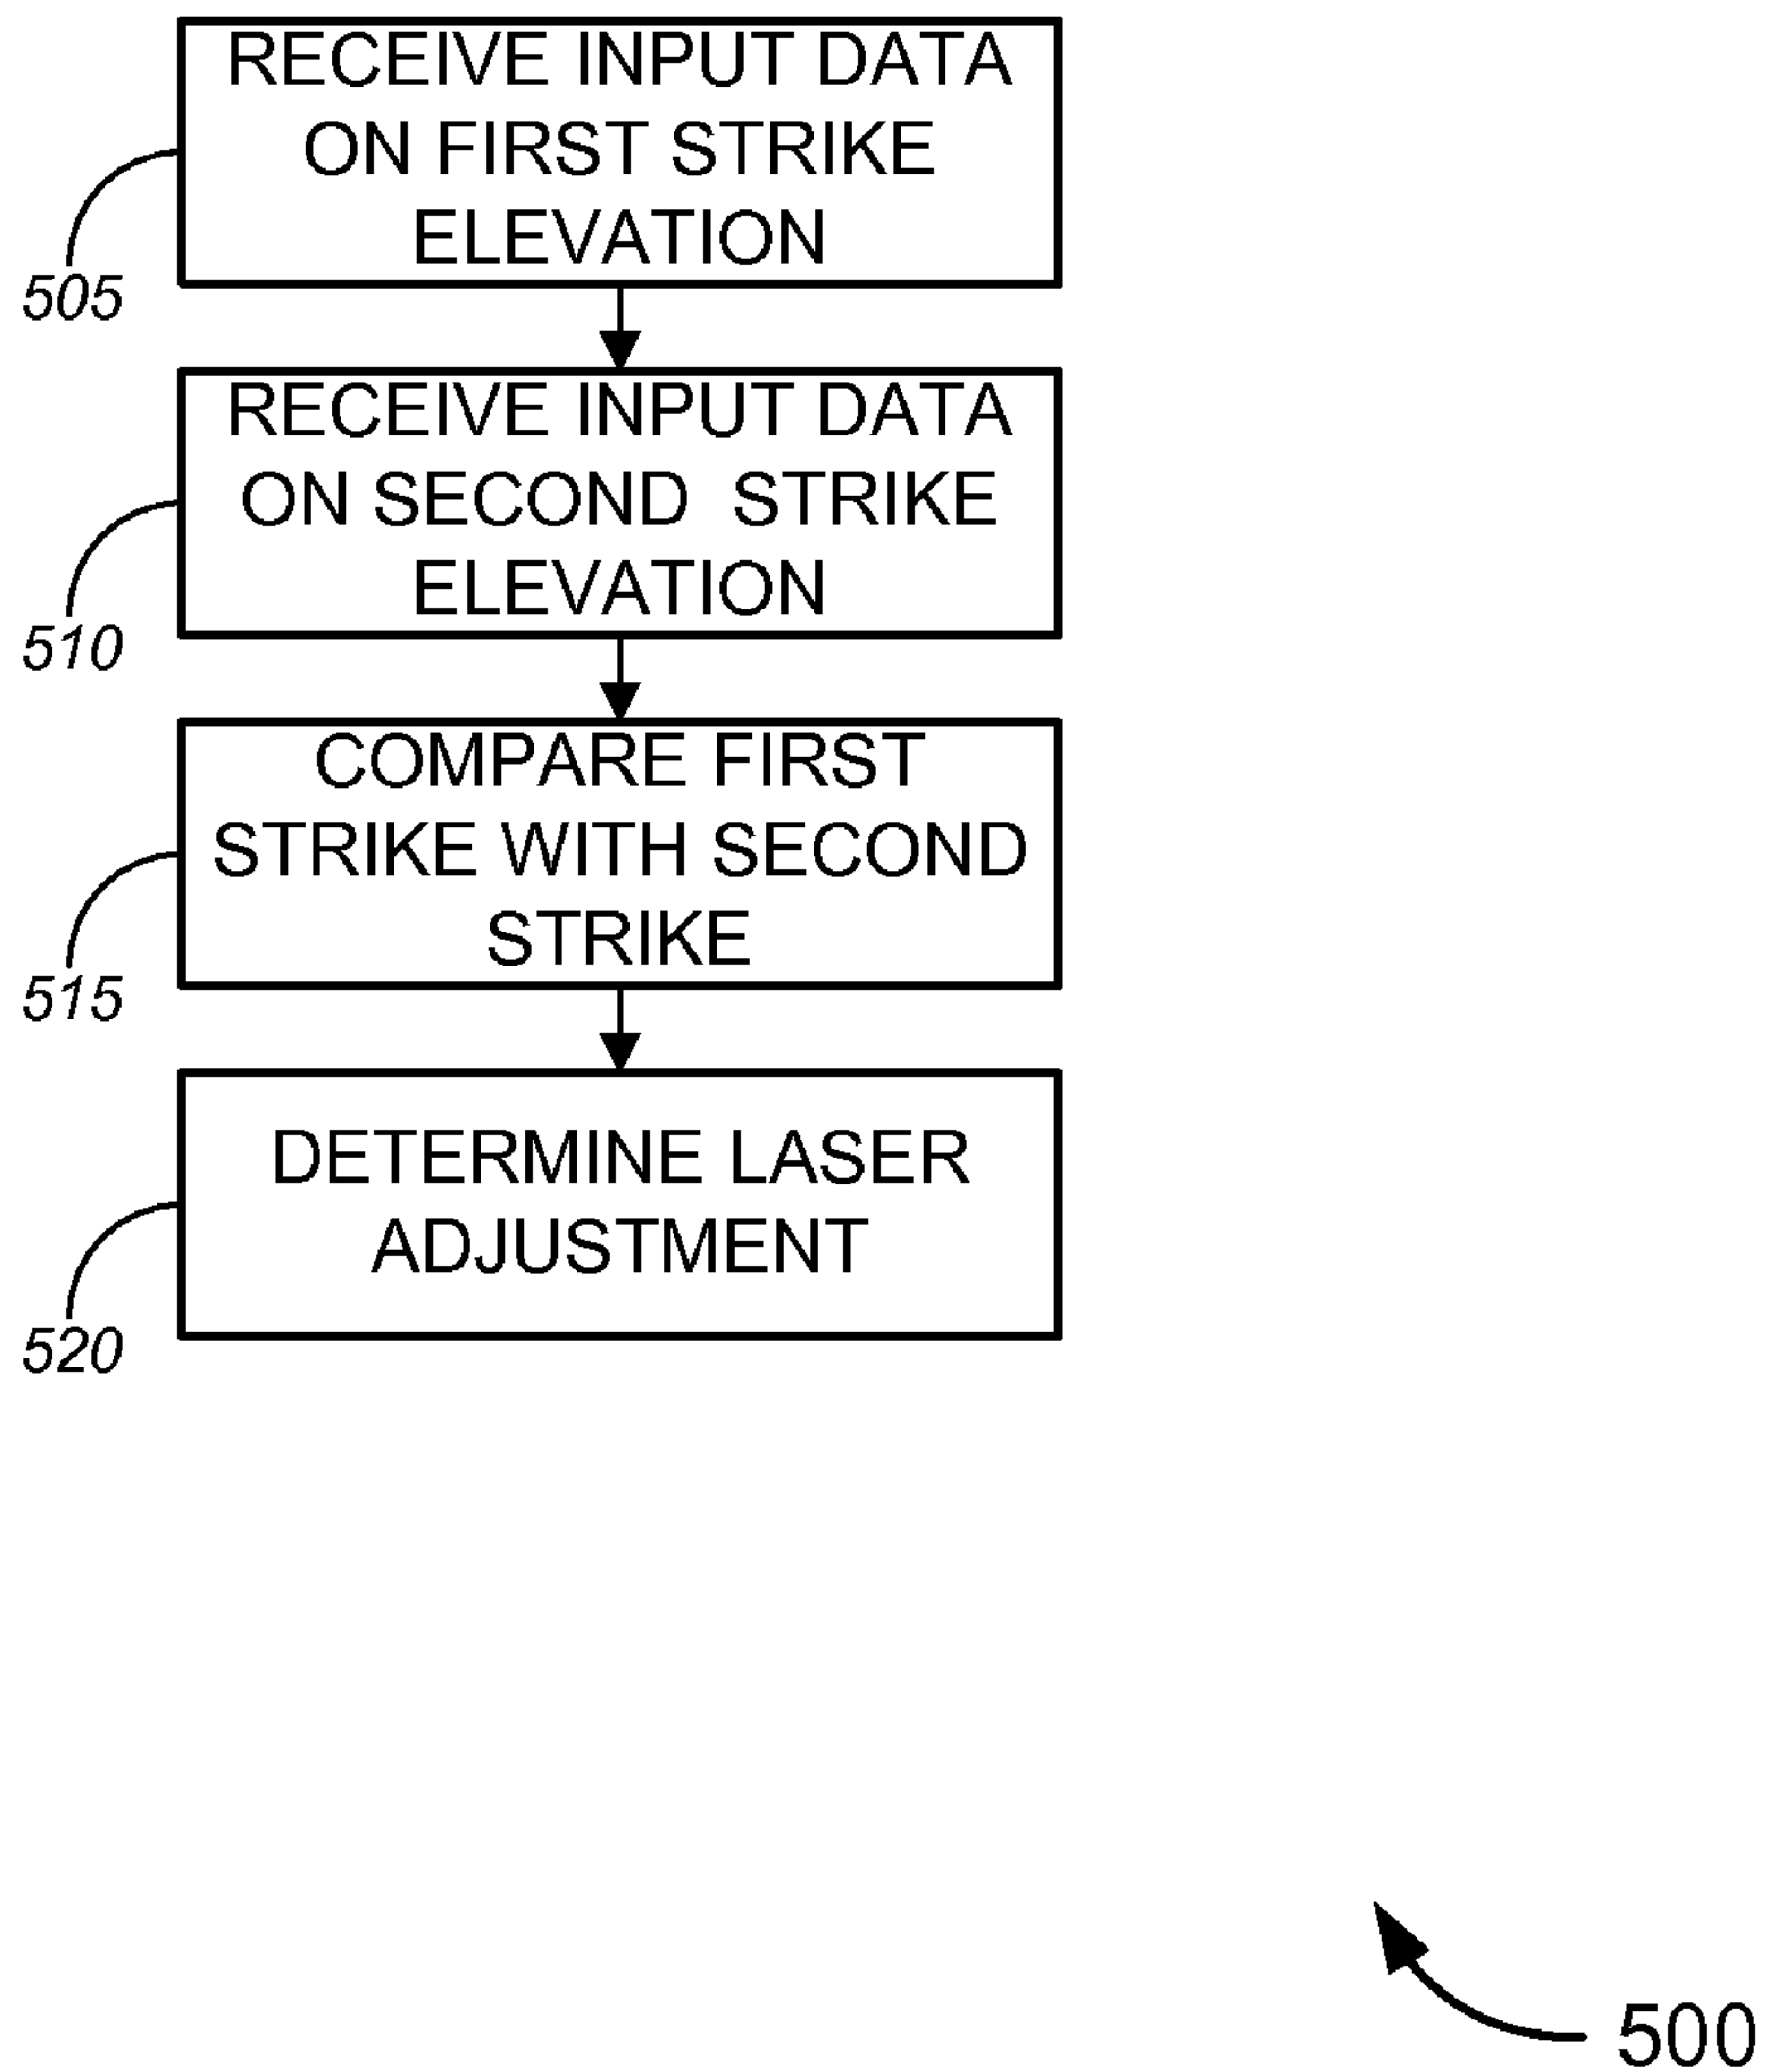 RECEIVE INPUT DATA
ON FIRST STRIKE
ELEVATION
505
RECEIVE INPUT DATA
ON SECOND STRIKE
ELEVATION
510
COMPARE FIRST
STRIKE WITH SECOND
STRIKE
515
DETERMINE LASER
ADJUSTMENT
520
500